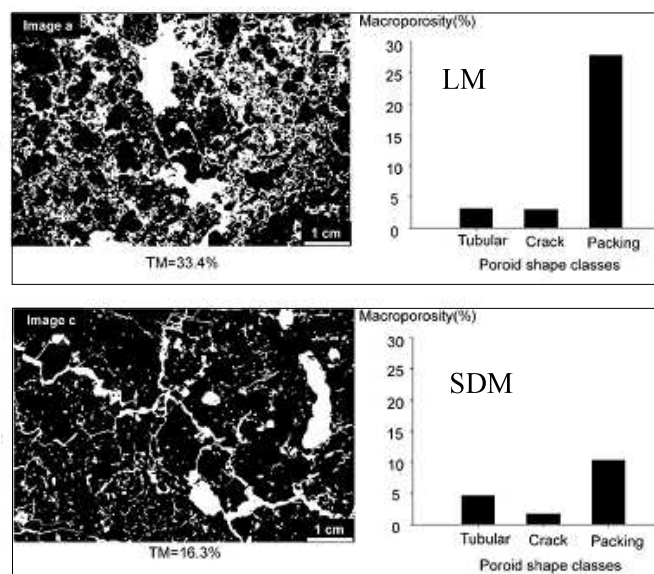 Image a
1 cm
TM=33.4%
Macroporosity(%)
30
25
20
15
10
5
0
LM
Tubular Crack Packing
Poroid shape classes
Image c
1 cm
TM=16.3%
Macroporosity(%)
30
25
20
15
10
5
0
SDM
Tubular Crack Packing
Poroid shape classes